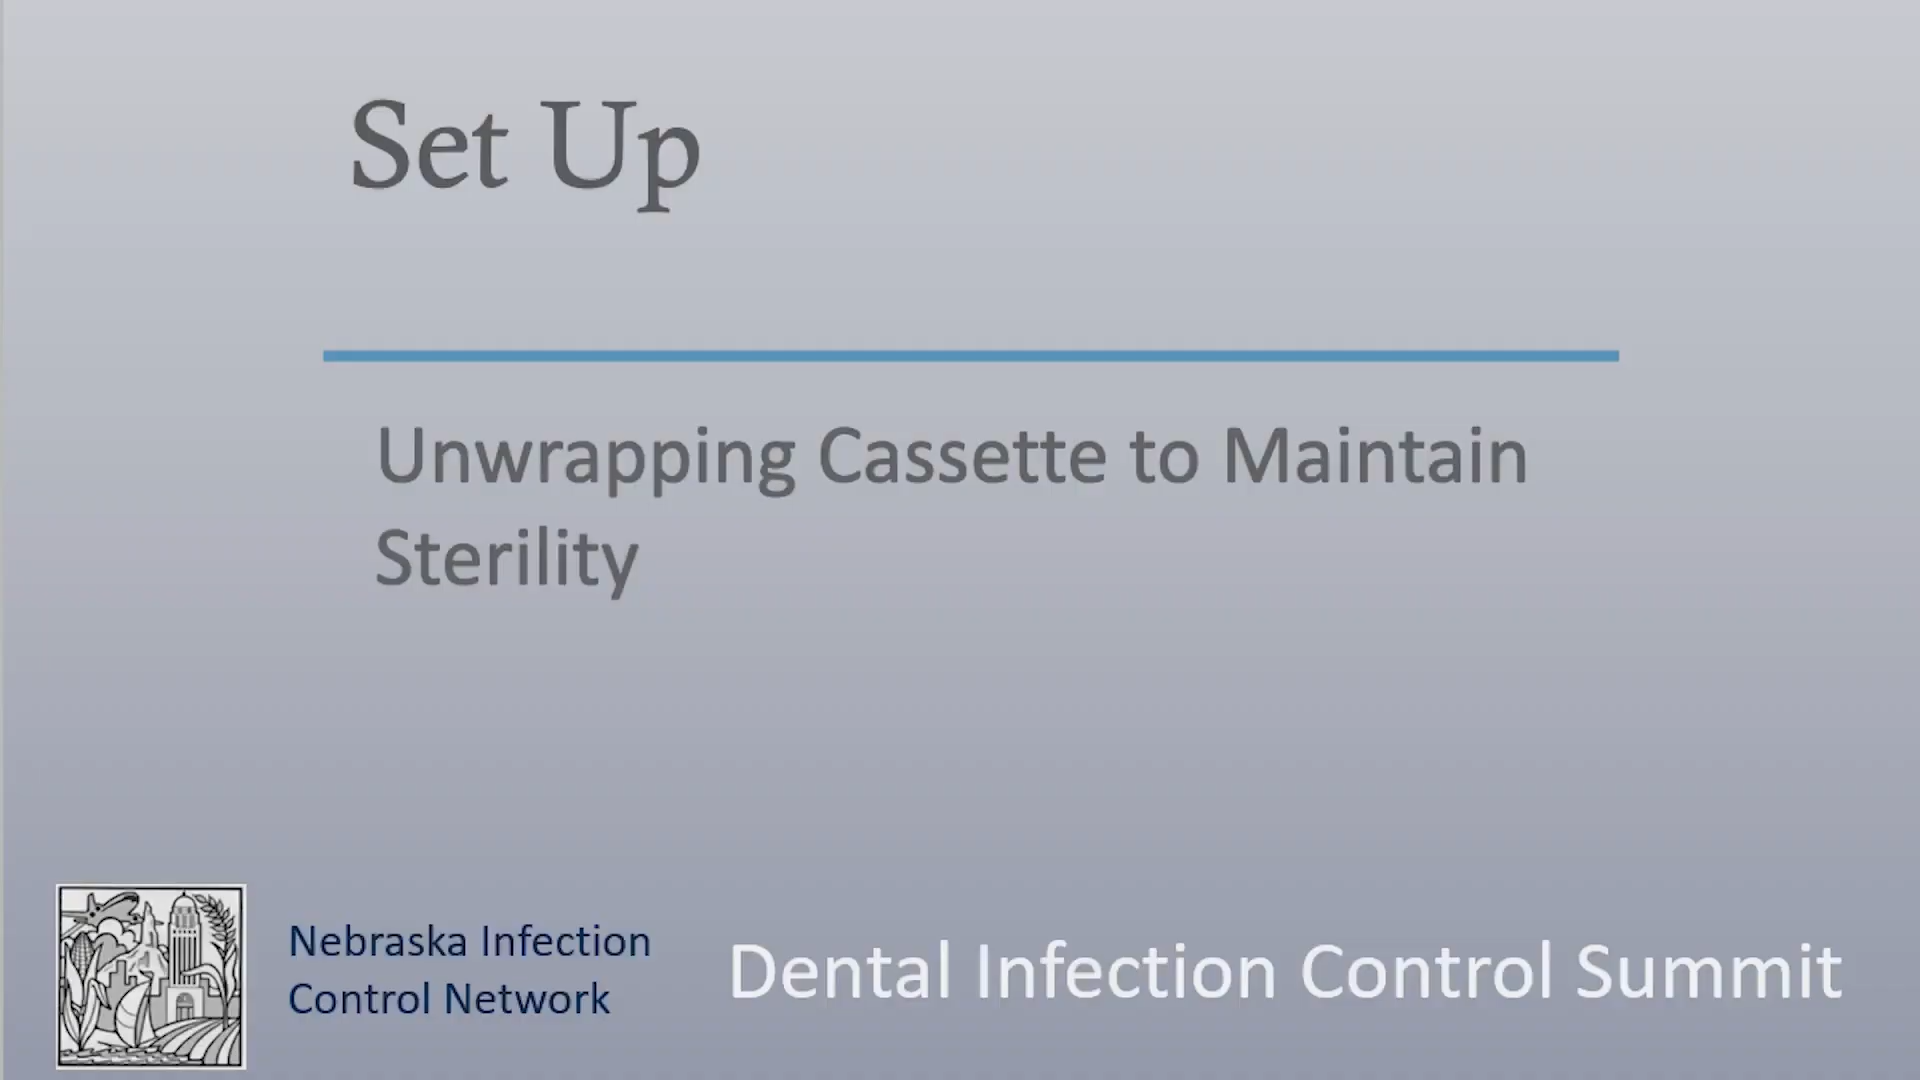 Set Up
Unwrapping Cassette to Maintain
Sterility
Nebraska Infection
Control Network
Dental Infection Control Summit